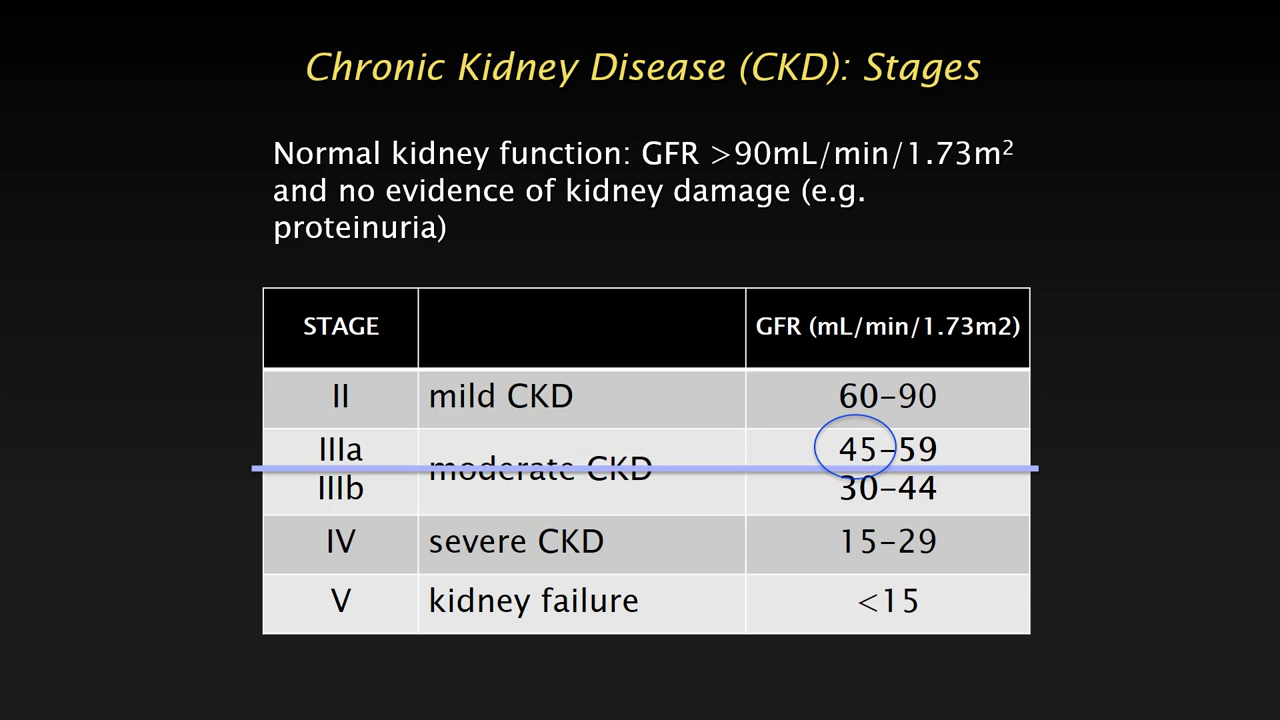 Chronic Kidney Disease (CKD): Stages
Normal kidney function: GFR >90mL/min/1.73m²
and no evidence of kidney damage (e.g.
proteinuria)
STAGE GFR (mL/min/1.73m2)
II mild CKD 60-90
IIIa 45-59
moderate CKD
IIIb 30-44
IV severe CKD 15-29
V kidney failure <15